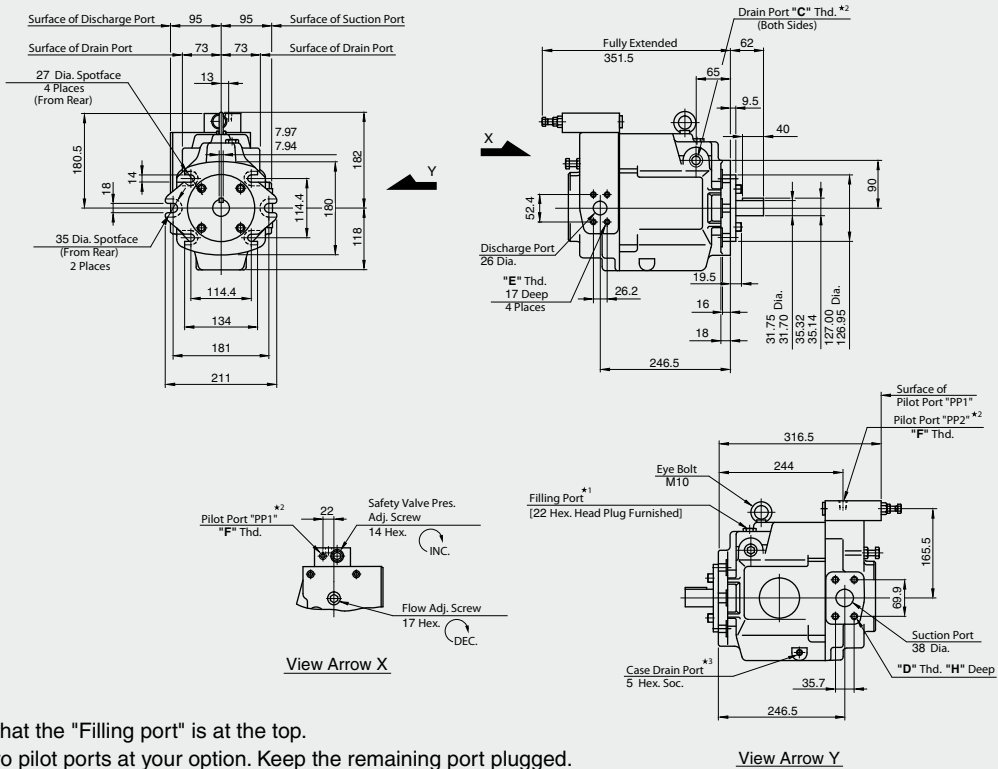 Surface of Discharge Port
95
95
Surface of Suction Port
Surface of Drain Port
73
73
Surface of Drain Port
27 Dia. Spotface
4 Places
(From Rear)
13
7.97
7.94
180.5
18
14
114.4
180
182
118
Y
35 Dia. Spotface
(From Rear)
2 Places
114.4
134
181
211
Drain Port "C" Thd. ★2
(Both Sides)
Fully Extended
351.5
62
65
9.5
40
X
52.4
90
Discharge Port
26 Dia.
"E" Thd.
17 Deep
4 Places
26.2
19.5
16
18
246.5
31.75 Dia.
31.70
35.32
35.14
127.00 Dia.
126.95
Pilot Port "PP1" ★2
"F" Thd.
22
Safety Valve Pres.
Adj. Screw
14 Hex.
INC.
Flow Adj. Screw
17 Hex.
DEC.
View Arrow X
Surface of
Pilot Port "PP1"
Pilot Port "PP2" ★2
"F" Thd.
316.5
244
Eye Bolt
M10
Filling Port ★1
[22 Hex. Head Plug Furnished]
165.5
69.9
Suction Port
38 Dia.
"D" Thd. "H" Deep
Case Drain Port ★3
5 Hex. Soc.
35.7
246.5
View Arrow Y
hat the "Filling port" is at the top.
o pilot ports at your option. Keep the remaining port plugged.